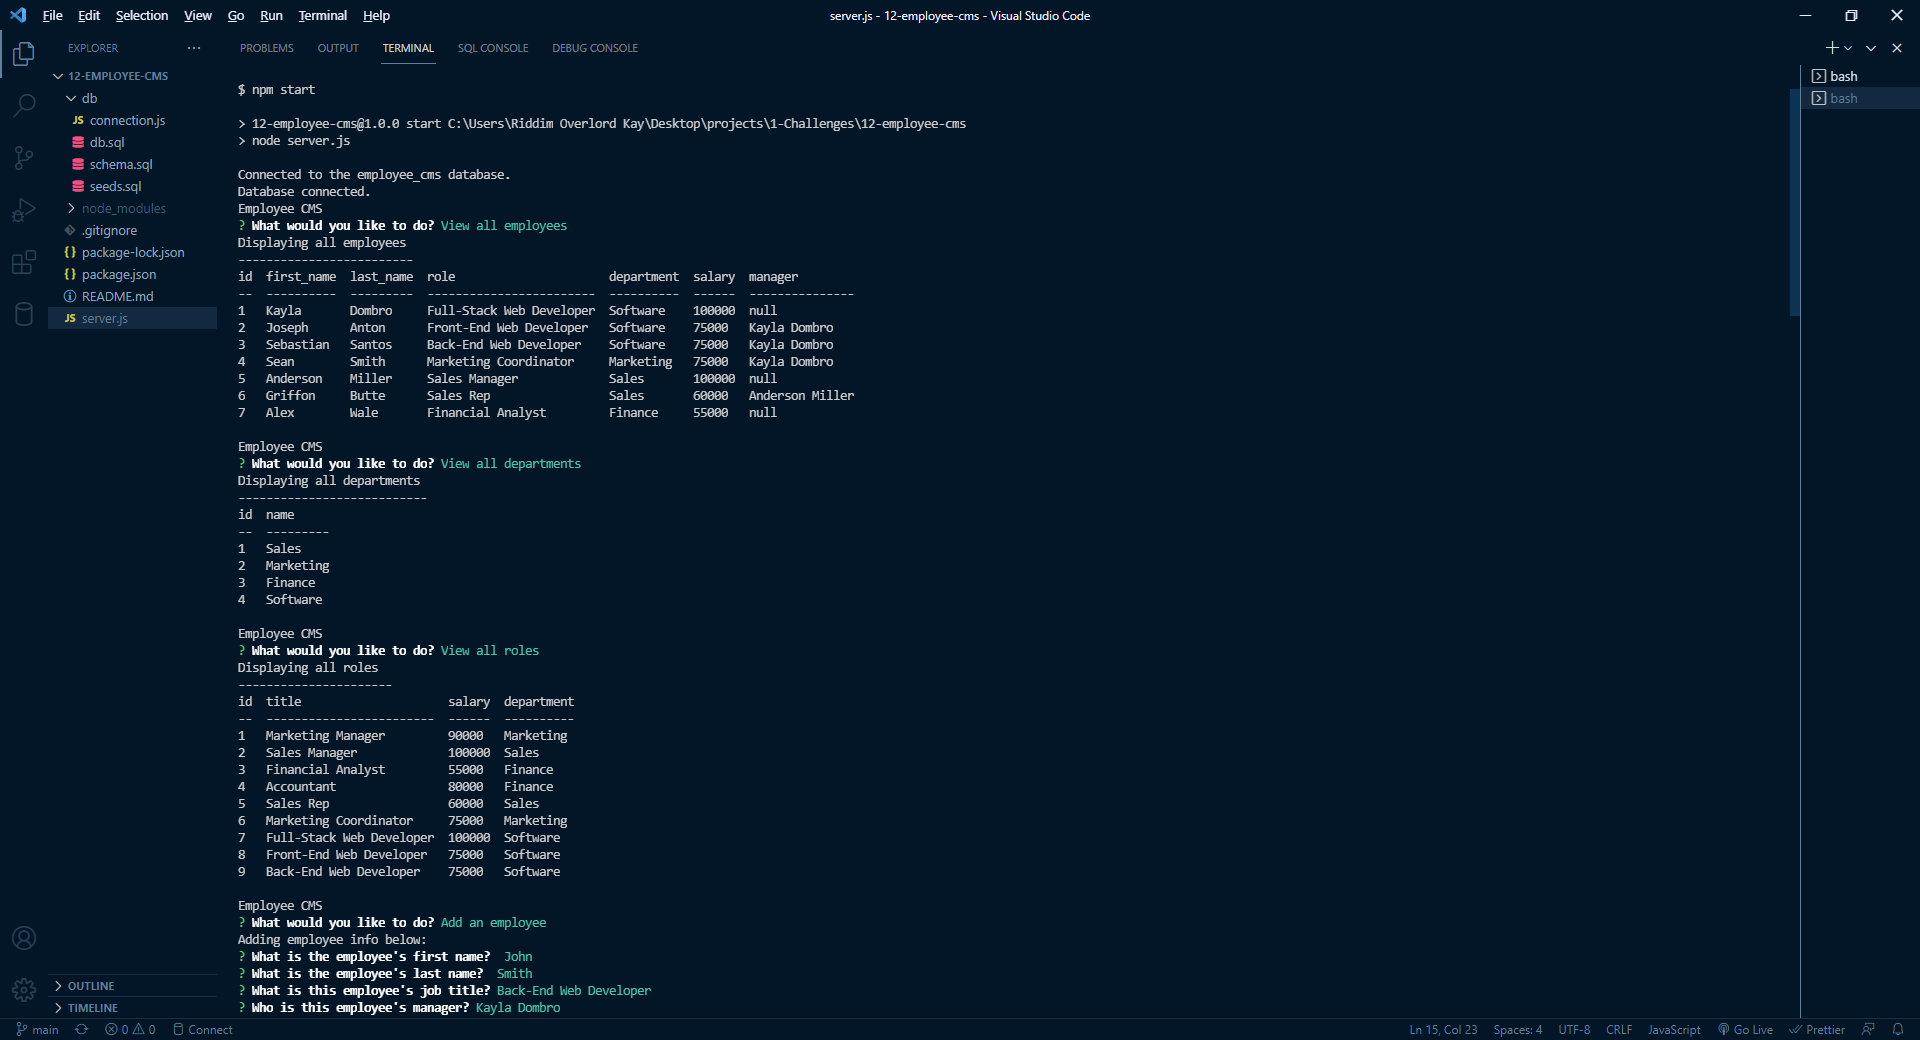 File Edit Selection View Go Run Terminal Help
server.js - 12-employee-cms - Visual Studio Code
EXPLORER
12-EMPLOYEE-CMS
db
JS connection.js
db.sql
schema.sql
seeds.sql
node_modules
.gitignore
{} package-lock.json
{} package.json
README.md
JS server.js
OUTLINE
TIMELINE
PROBLEMS OUTPUT TERMINAL SQL CONSOLE DEBUG CONSOLE
bash
bash
$ npm start
> 12-employee-cms@1.0.0 start C:\Users\Riddim Overlord Kay\Desktop\projects\1-Challenges\12-employee-cms
> node server.js
Connected to the employee_cms database.
Database connected.
Employee CMS
? What would you like to do? View all employees
Displaying all employees
-------------------------
id  first_name  last_name  role                      department  salary  manager
--  ----------  ---------  ------------------------  ----------  ------  ---------------
1   Kayla       Dombro     Full-Stack Web Developer  Software    100000  null
2   Joseph      Anton      Front-End Web Developer   Software    75000   Kayla Dombro
3   Sebastian   Santos     Back-End Web Developer    Software    75000   Kayla Dombro
4   Sean        Smith      Marketing Coordinator     Marketing   75000   Kayla Dombro
5   Anderson    Miller     Sales Manager             Sales       100000  null
6   Griffon     Butte      Sales Rep                 Sales       60000   Anderson Miller
7   Alex        Wale       Financial Analyst         Finance     55000   null
Employee CMS
? What would you like to do? View all departments
Displaying all departments
---------------------------
id  name
--  ---------
1   Sales
2   Marketing
3   Finance
4   Software
Employee CMS
? What would you like to do? View all roles
Displaying all roles
----------------------
id  title                     salary  department
--  ------------------------  ------  ----------
1   Marketing Manager         90000   Marketing
2   Sales Manager             100000  Sales
3   Financial Analyst         55000   Finance
4   Accountant                80000   Finance
5   Sales Rep                 60000   Sales
6   Marketing Coordinator     75000   Marketing
7   Full-Stack Web Developer  100000  Software
8   Front-End Web Developer   75000   Software
9   Back-End Web Developer    75000   Software
Employee CMS
? What would you like to do? Add an employee
Adding employee info below:
? What is the employee's first name?  John
? What is the employee's last name?  Smith
? What is this employee's job title? Back-End Web Developer
? Who is this employee's manager? Kayla Dombro
main 0 0 Connect Ln 15, Col 23 Spaces: 4 UTF-8 CRLF JavaScript Go Live Prettier